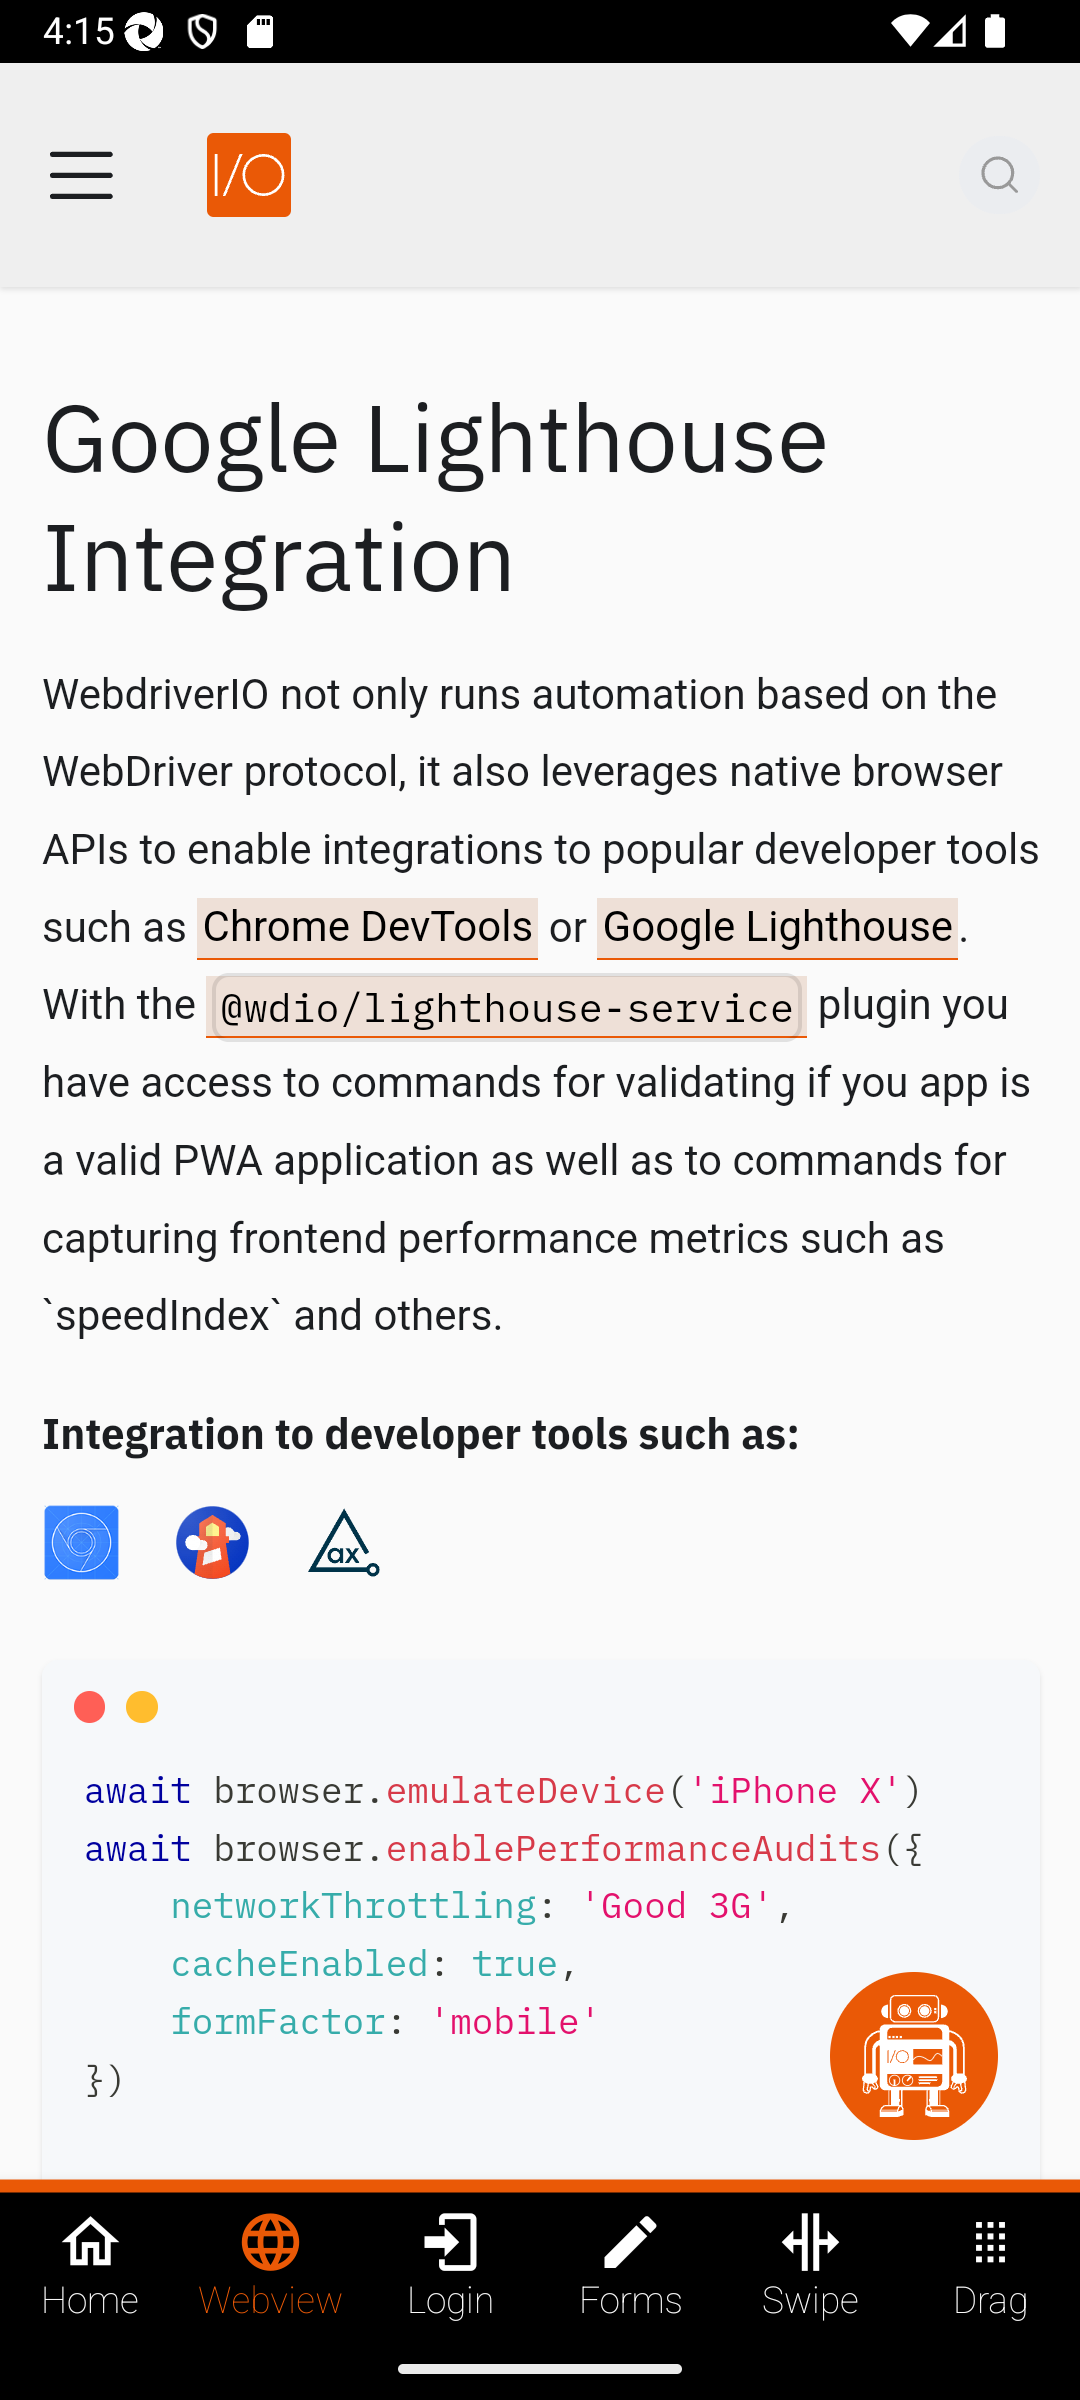 4:15
I/O
Google Lighthouse
Integration
WebdriverIO not only runs automation based on the
WebDriver protocol, it also leverages native browser
APIs to enable integrations to popular developer tools
such as Chrome DevTools or Google Lighthouse.
With the @wdio/lighthouse-service plugin you
have access to commands for validating if you app is
a valid PWA application as well as to commands for
capturing frontend performance metrics such as
`speedIndex` and others.
Integration to developer tools such as:
ax
await browser.emulateDevice('iPhone X')
await browser.enablePerformanceAudits({
    networkThrottling: 'Good 3G',
    cacheEnabled: true,
    formFactor: 'mobile'
})
I/O
Home Webview Login Forms Swipe Drag